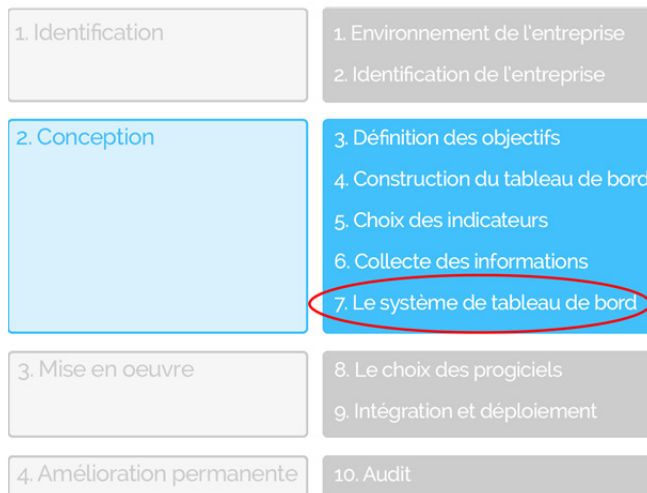 1. Identification
1. Environnement de l'entreprise
2. Identification de l'entreprise
2. Conception
3. Définition des objectifs
4. Construction du tableau de bord
5. Choix des indicateurs
6. Collecte des informations
7. Le système de tableau de bord
3. Mise en oeuvre
8. Le choix des progiciels
9. Intégration et déploiement
4. Amélioration permanente
10. Audit